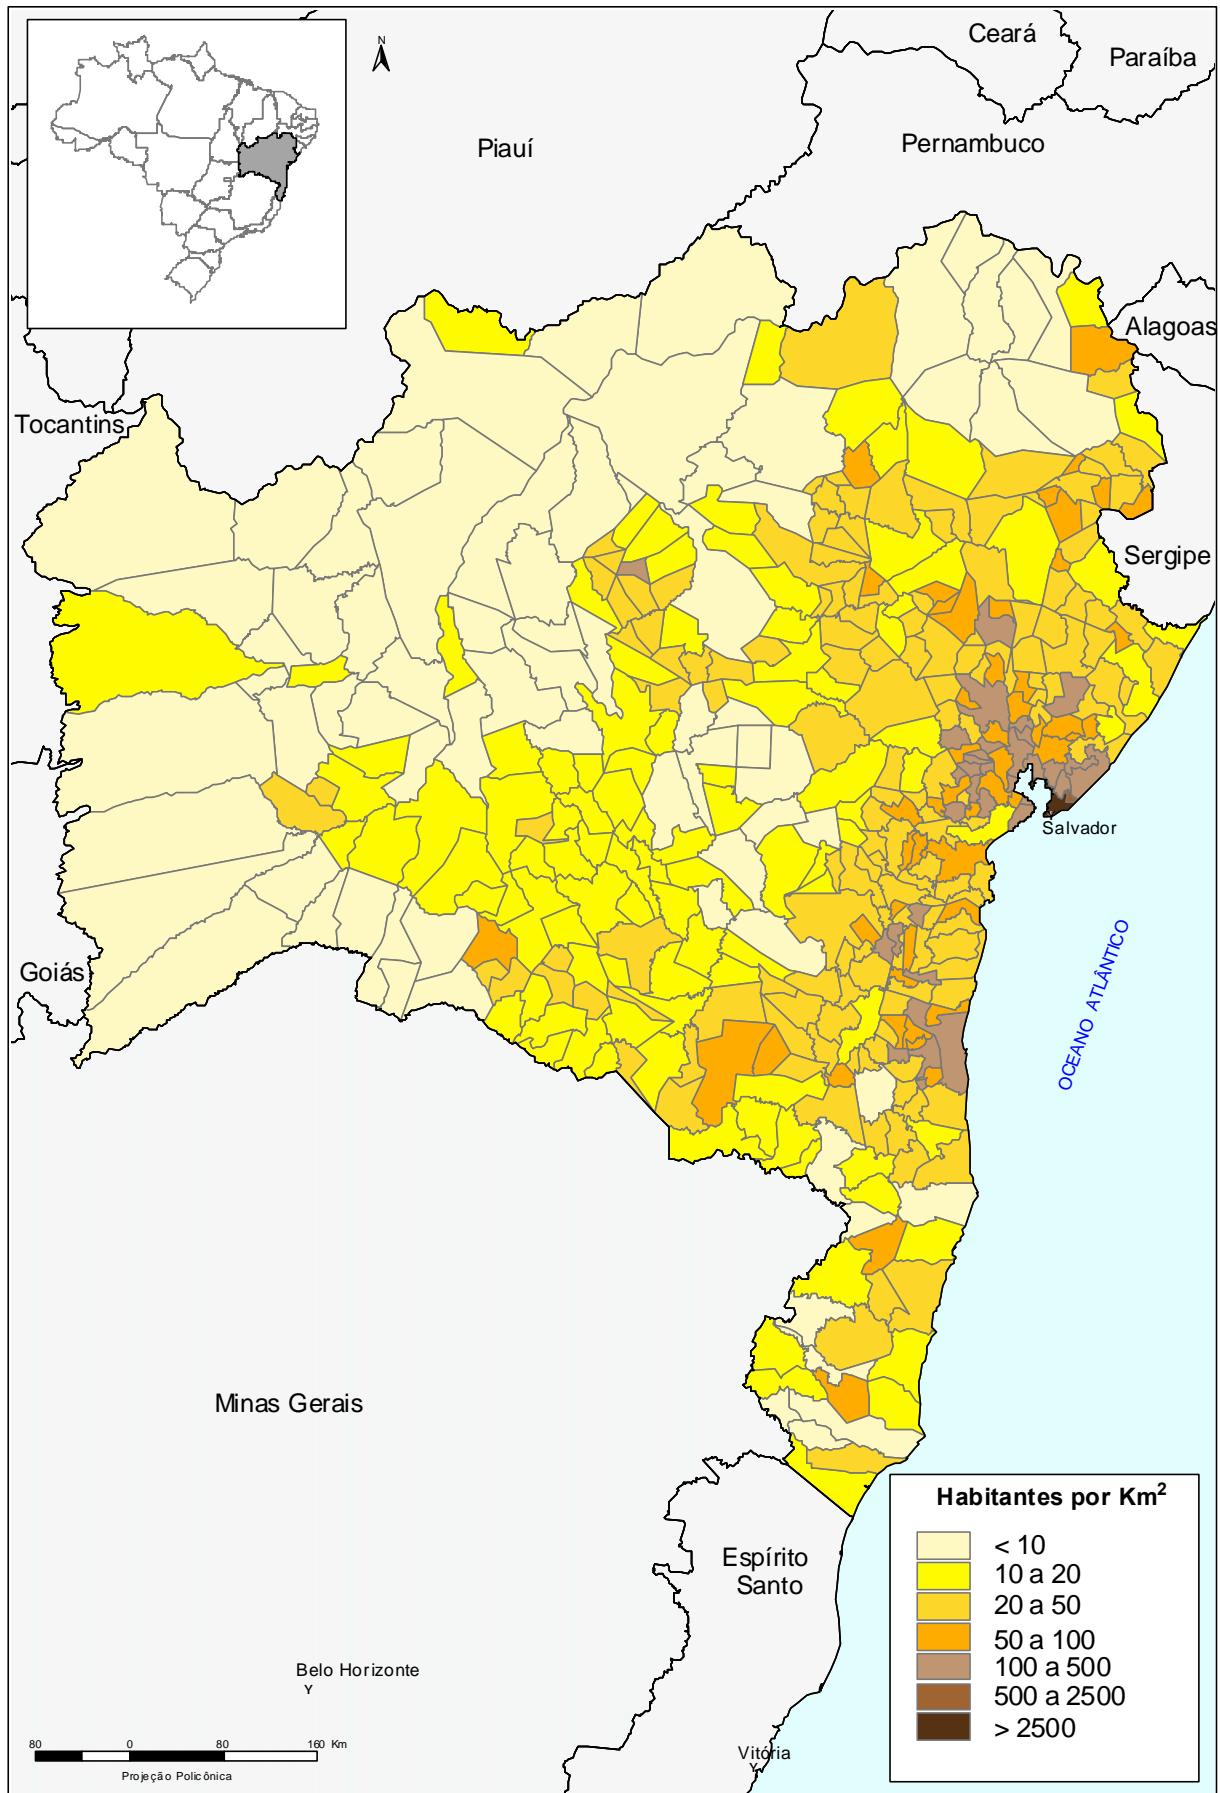 N
Ceará
Paraíba
Piauí
Pernambuco
Alagoas
Tocantins
Sergipe
Salvador
Goiás
OCEANO ATLÂNTICO
Minas Gerais
Habitantes por Km²
< 10
10 a 20
20 a 50
50 a 100
100 a 500
500 a 2500
> 2500
Espírito
Santo
Belo Horizonte
80 0 80 160 Km
Projeção Policônica
Vitória